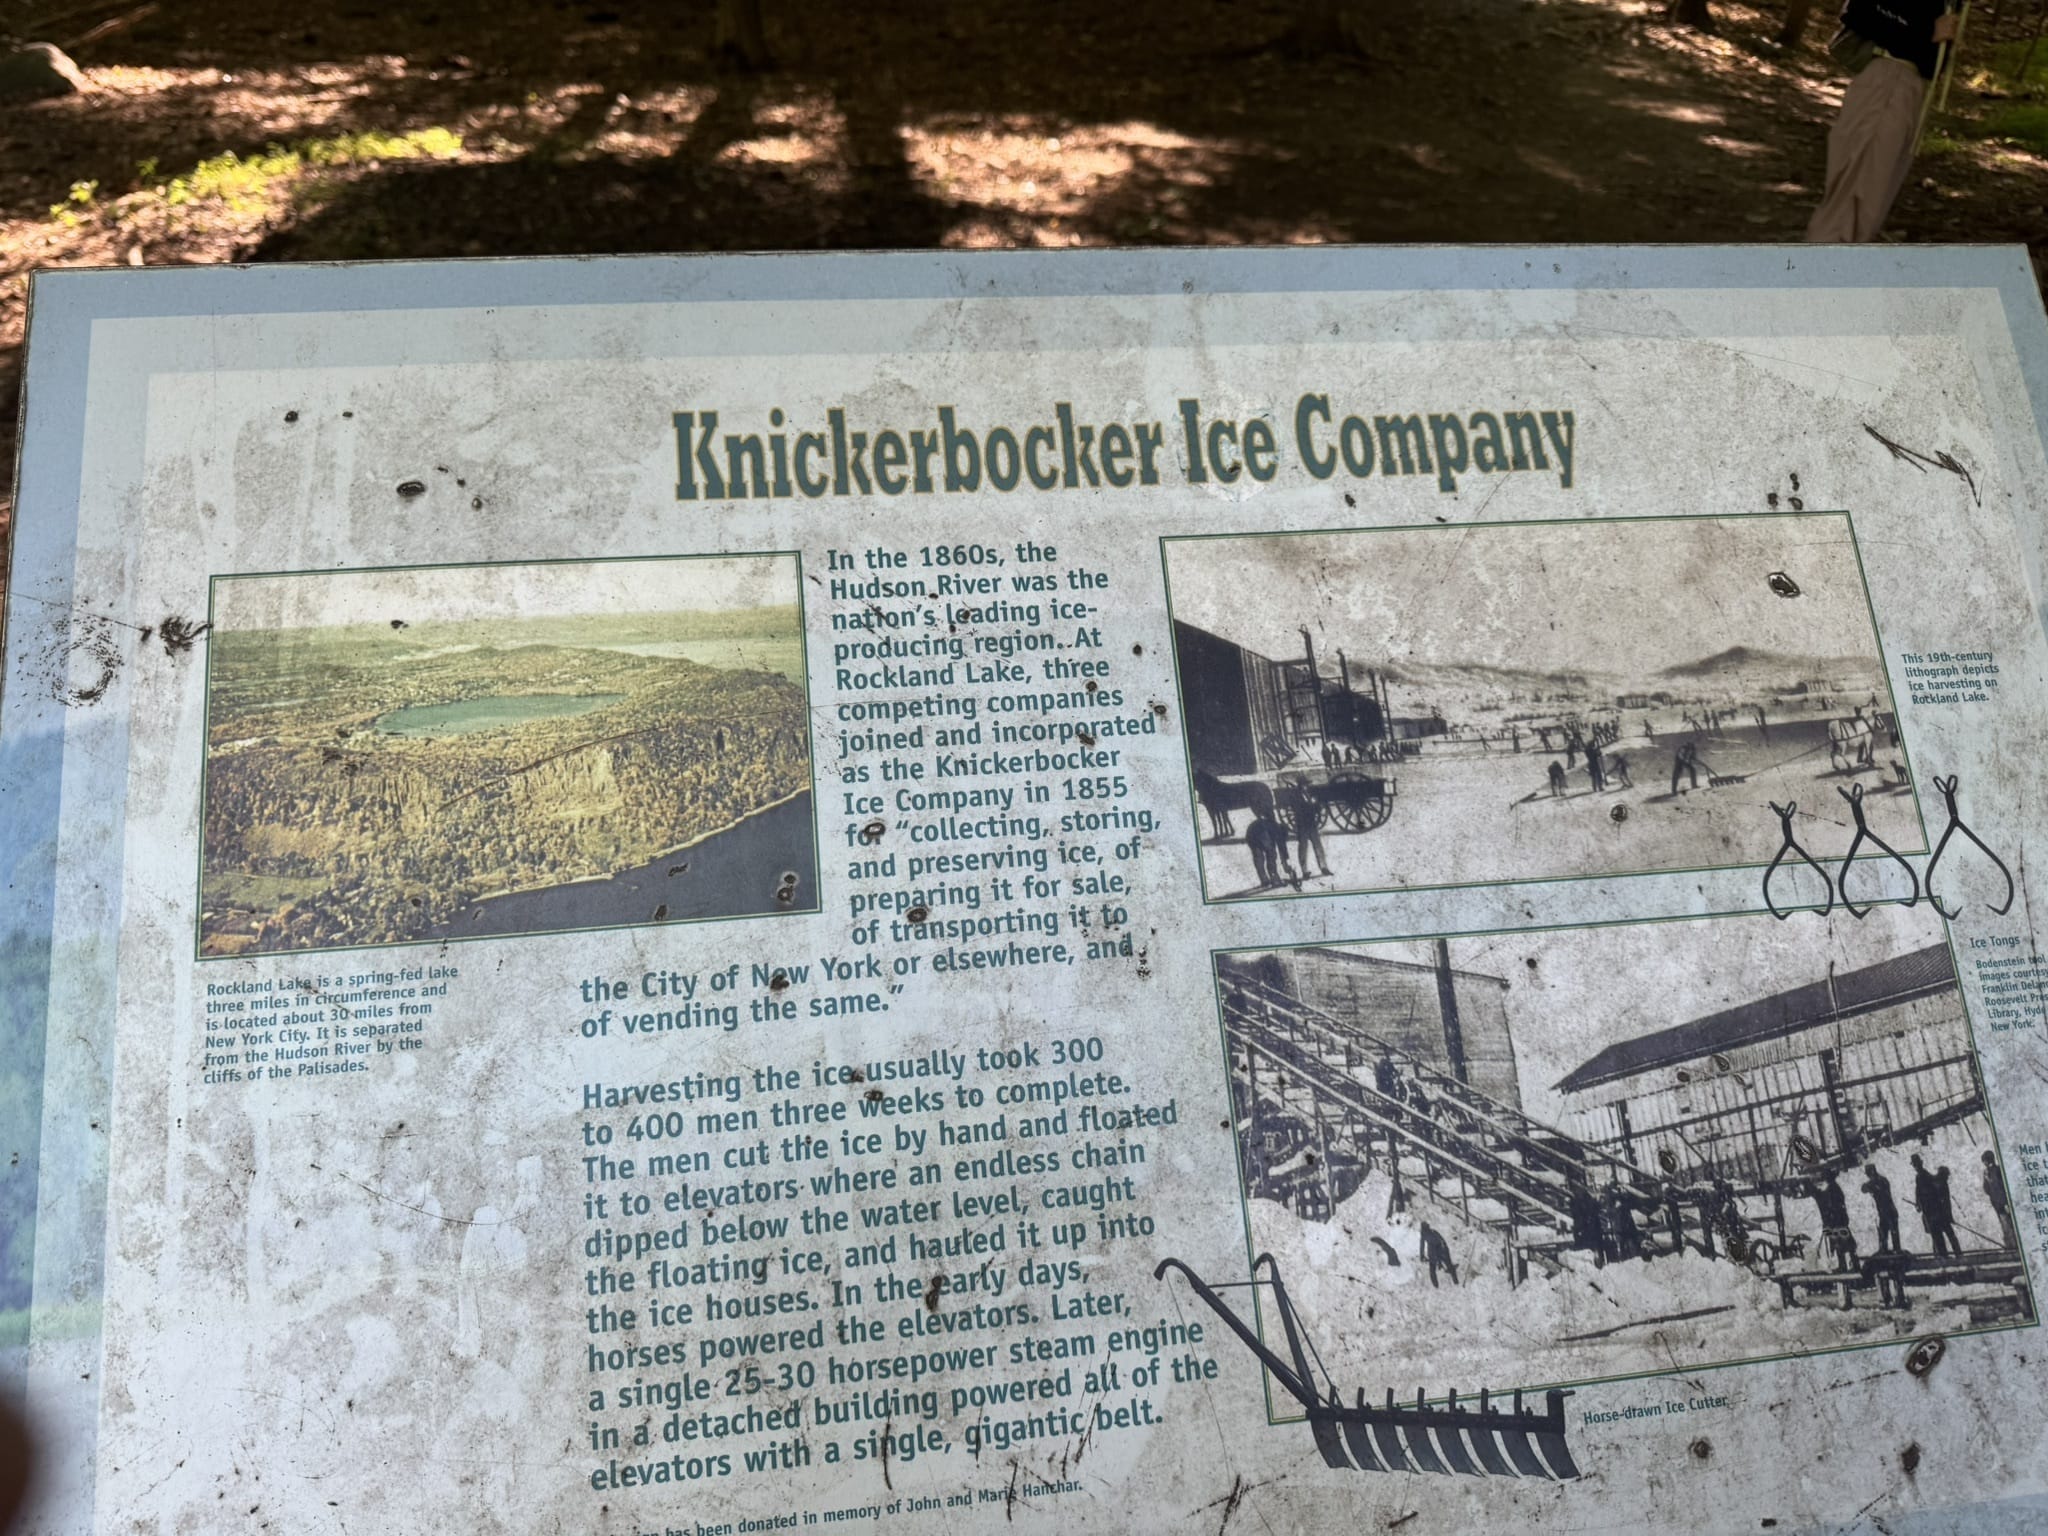 Knickerbocker Ice Company
In the 1860s, the
Hudson River was the
nation's leading ice-
producing region. At
Rockland Lake, three
competing companies
joined and incorporated
as the Knickerbocker
Ice Company in 1855
for "collecting, storing,
and preserving ice, of
preparing it for sale,
of transporting it to
the City of New York or elsewhere, and
of vending the same."
Harvesting the ice usually took 300
to 400 men three weeks to complete.
The men cut the ice by hand and floated
it to elevators where an endless chain
dipped below the water level, caught
the floating ice, and hauled it up into
the ice houses. In the early days,
horses powered the elevators. Later,
a single 25-30 horsepower steam engine
in a detached building powered all of the
elevators with a single, gigantic belt.
has been donated in memory of John and Marie Hanchar.
Rockland Lake is a spring-fed lake
three miles in circumference and
is located about 30 miles from
New York City. It is separated
from the Hudson River by the
cliffs of the Palisades.
This 19th-century
lithograph depicts
ice harvesting on
Rockland Lake.
Ice Tongs
Bodenstein tool
images courtesy
Franklin
Roosevelt
Library, Hyde
New York.
Men
ice
Horse-drawn Ice Cutter